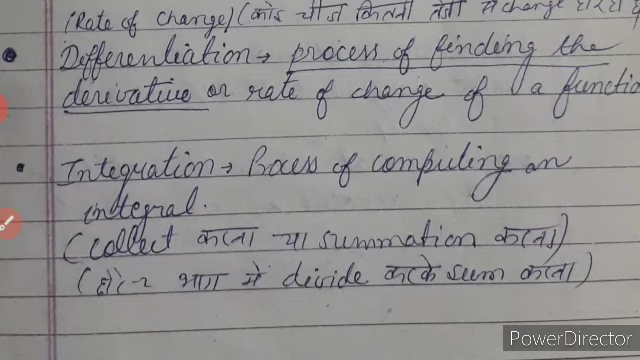 (Rate of change) (कोई चीज कितनी तेजी से change हो रहा
Differentiation → process of finding the
derivative or rate of change of a functio
Integration → Process of computing an
integral.
(collect करना या summation करना)
(छोटे-2 भाग में divide करके sum करना)
PowerDirector